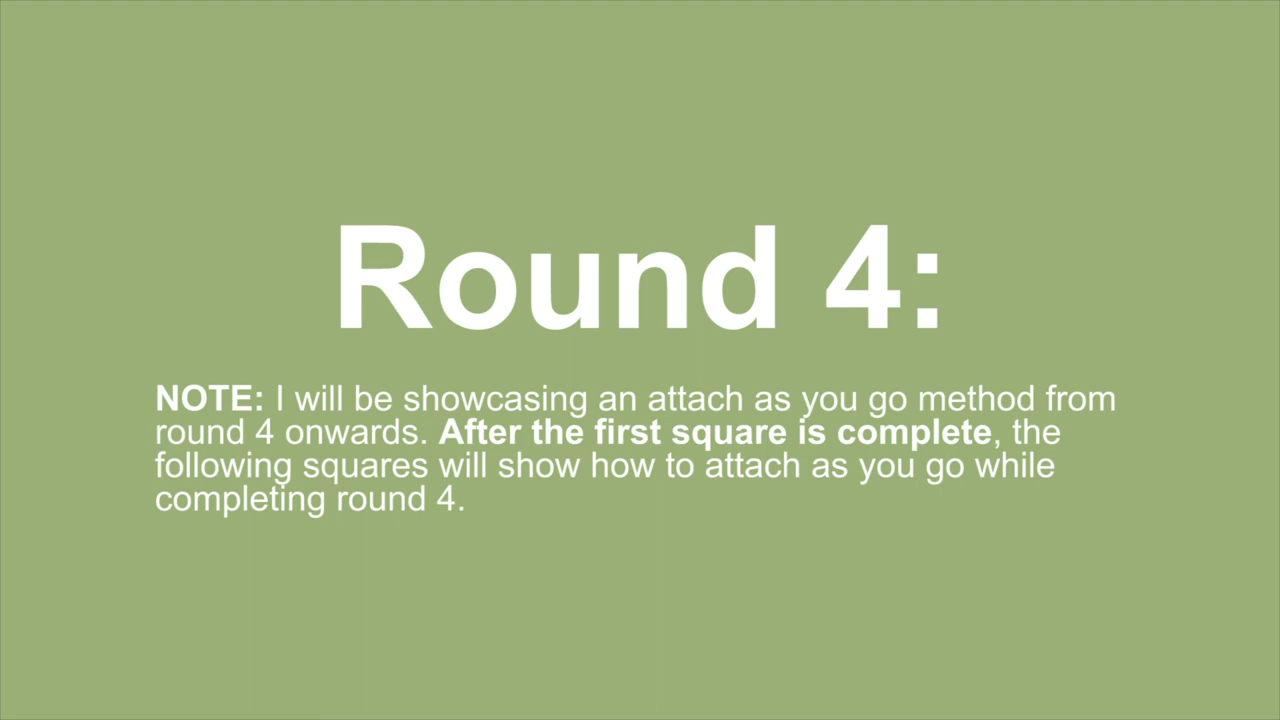 Round 4:
NOTE: I will be showcasing an attach as you go method from
round 4 onwards. After the first square is complete, the
following squares will show how to attach as you go while
completing round 4.